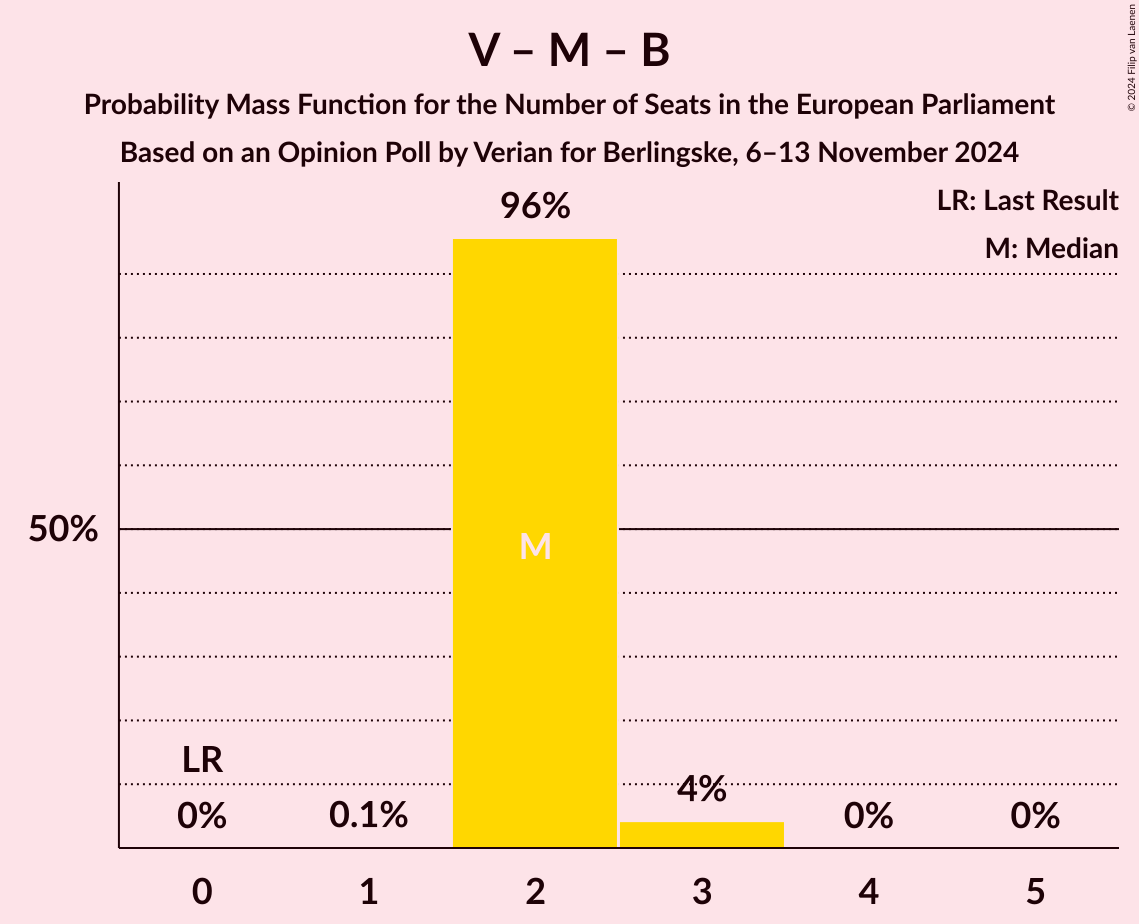 V – M – B
Probability Mass Function for the Number of Seats in the European Parliament
Based on an Opinion Poll by Verian for Berlingske, 6–13 November 2024
© 2024 Filip van Laenen
LR: Last Result
M: Median
96%
50%
M
LR
0%
0.1%
4%
0%
0%
0
1
2
3
4
5